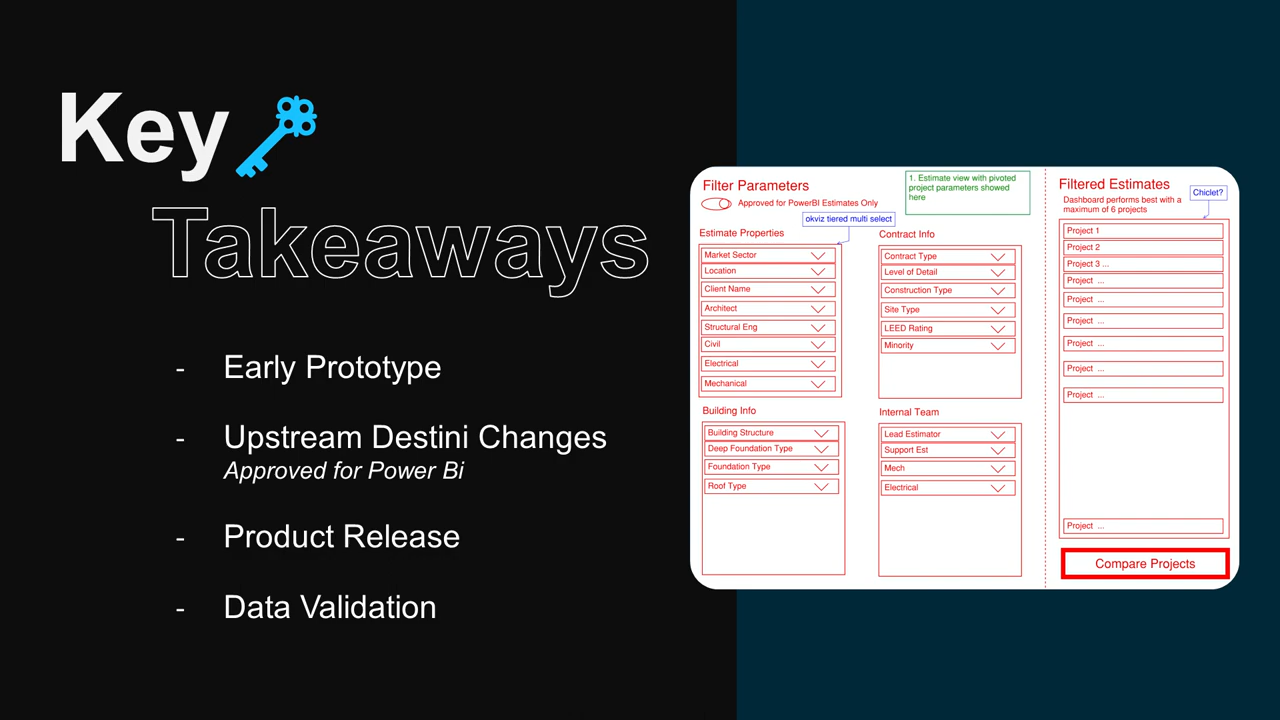 Key
Takeaways
- Early Prototype
- Upstream Destini Changes
Approved for Power Bi
- Product Release
- Data Validation
Filter Parameters
Approved for PowerBI Estimates Only
1. Estimate view with pivoted
project parameters showed
here
okviz tiered multi select
Estimate Properties
Market Sector
Location
Client Name
Architect
Structural Eng
Civil
Electrical
Mechanical
Contract Info
Contract Type
Level of Detail
Construction Type
Site Type
LEED Rating
Minority
Building Info
Building Structure
Deep Foundation Type
Foundation Type
Roof Type
Internal Team
Lead Estimator
Support Est
Mech
Electrical
Filtered Estimates
Chiclet?
Dashboard performs best with a
maximum of 6 projects
Project 1
Project 2
Project 3 ...
Project ...
Project ...
Project ...
Project ...
Project ...
Project ...
Project ...
Compare Projects